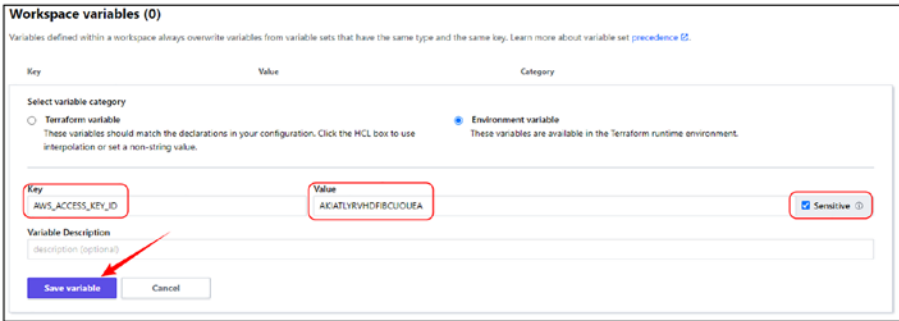 Workspace variables (0)
Variables defined within a workspace always overwrite variables from variable sets that have the same type and the same key. Learn more about variable set precedence
Key Value Category
Select variable category
Terraform variable
These variables should match the declarations in your configuration. Click the HCL box to use
interpolation or set a non-string value.
Environment variable
These variables are available in the Terraform runtime environment.
Key Value
AWS_ACCESS_KEY_ID AKIATLYRVHDFIBCUOUEA Sensitive
Variable Description
description (optional)
Save variable Cancel